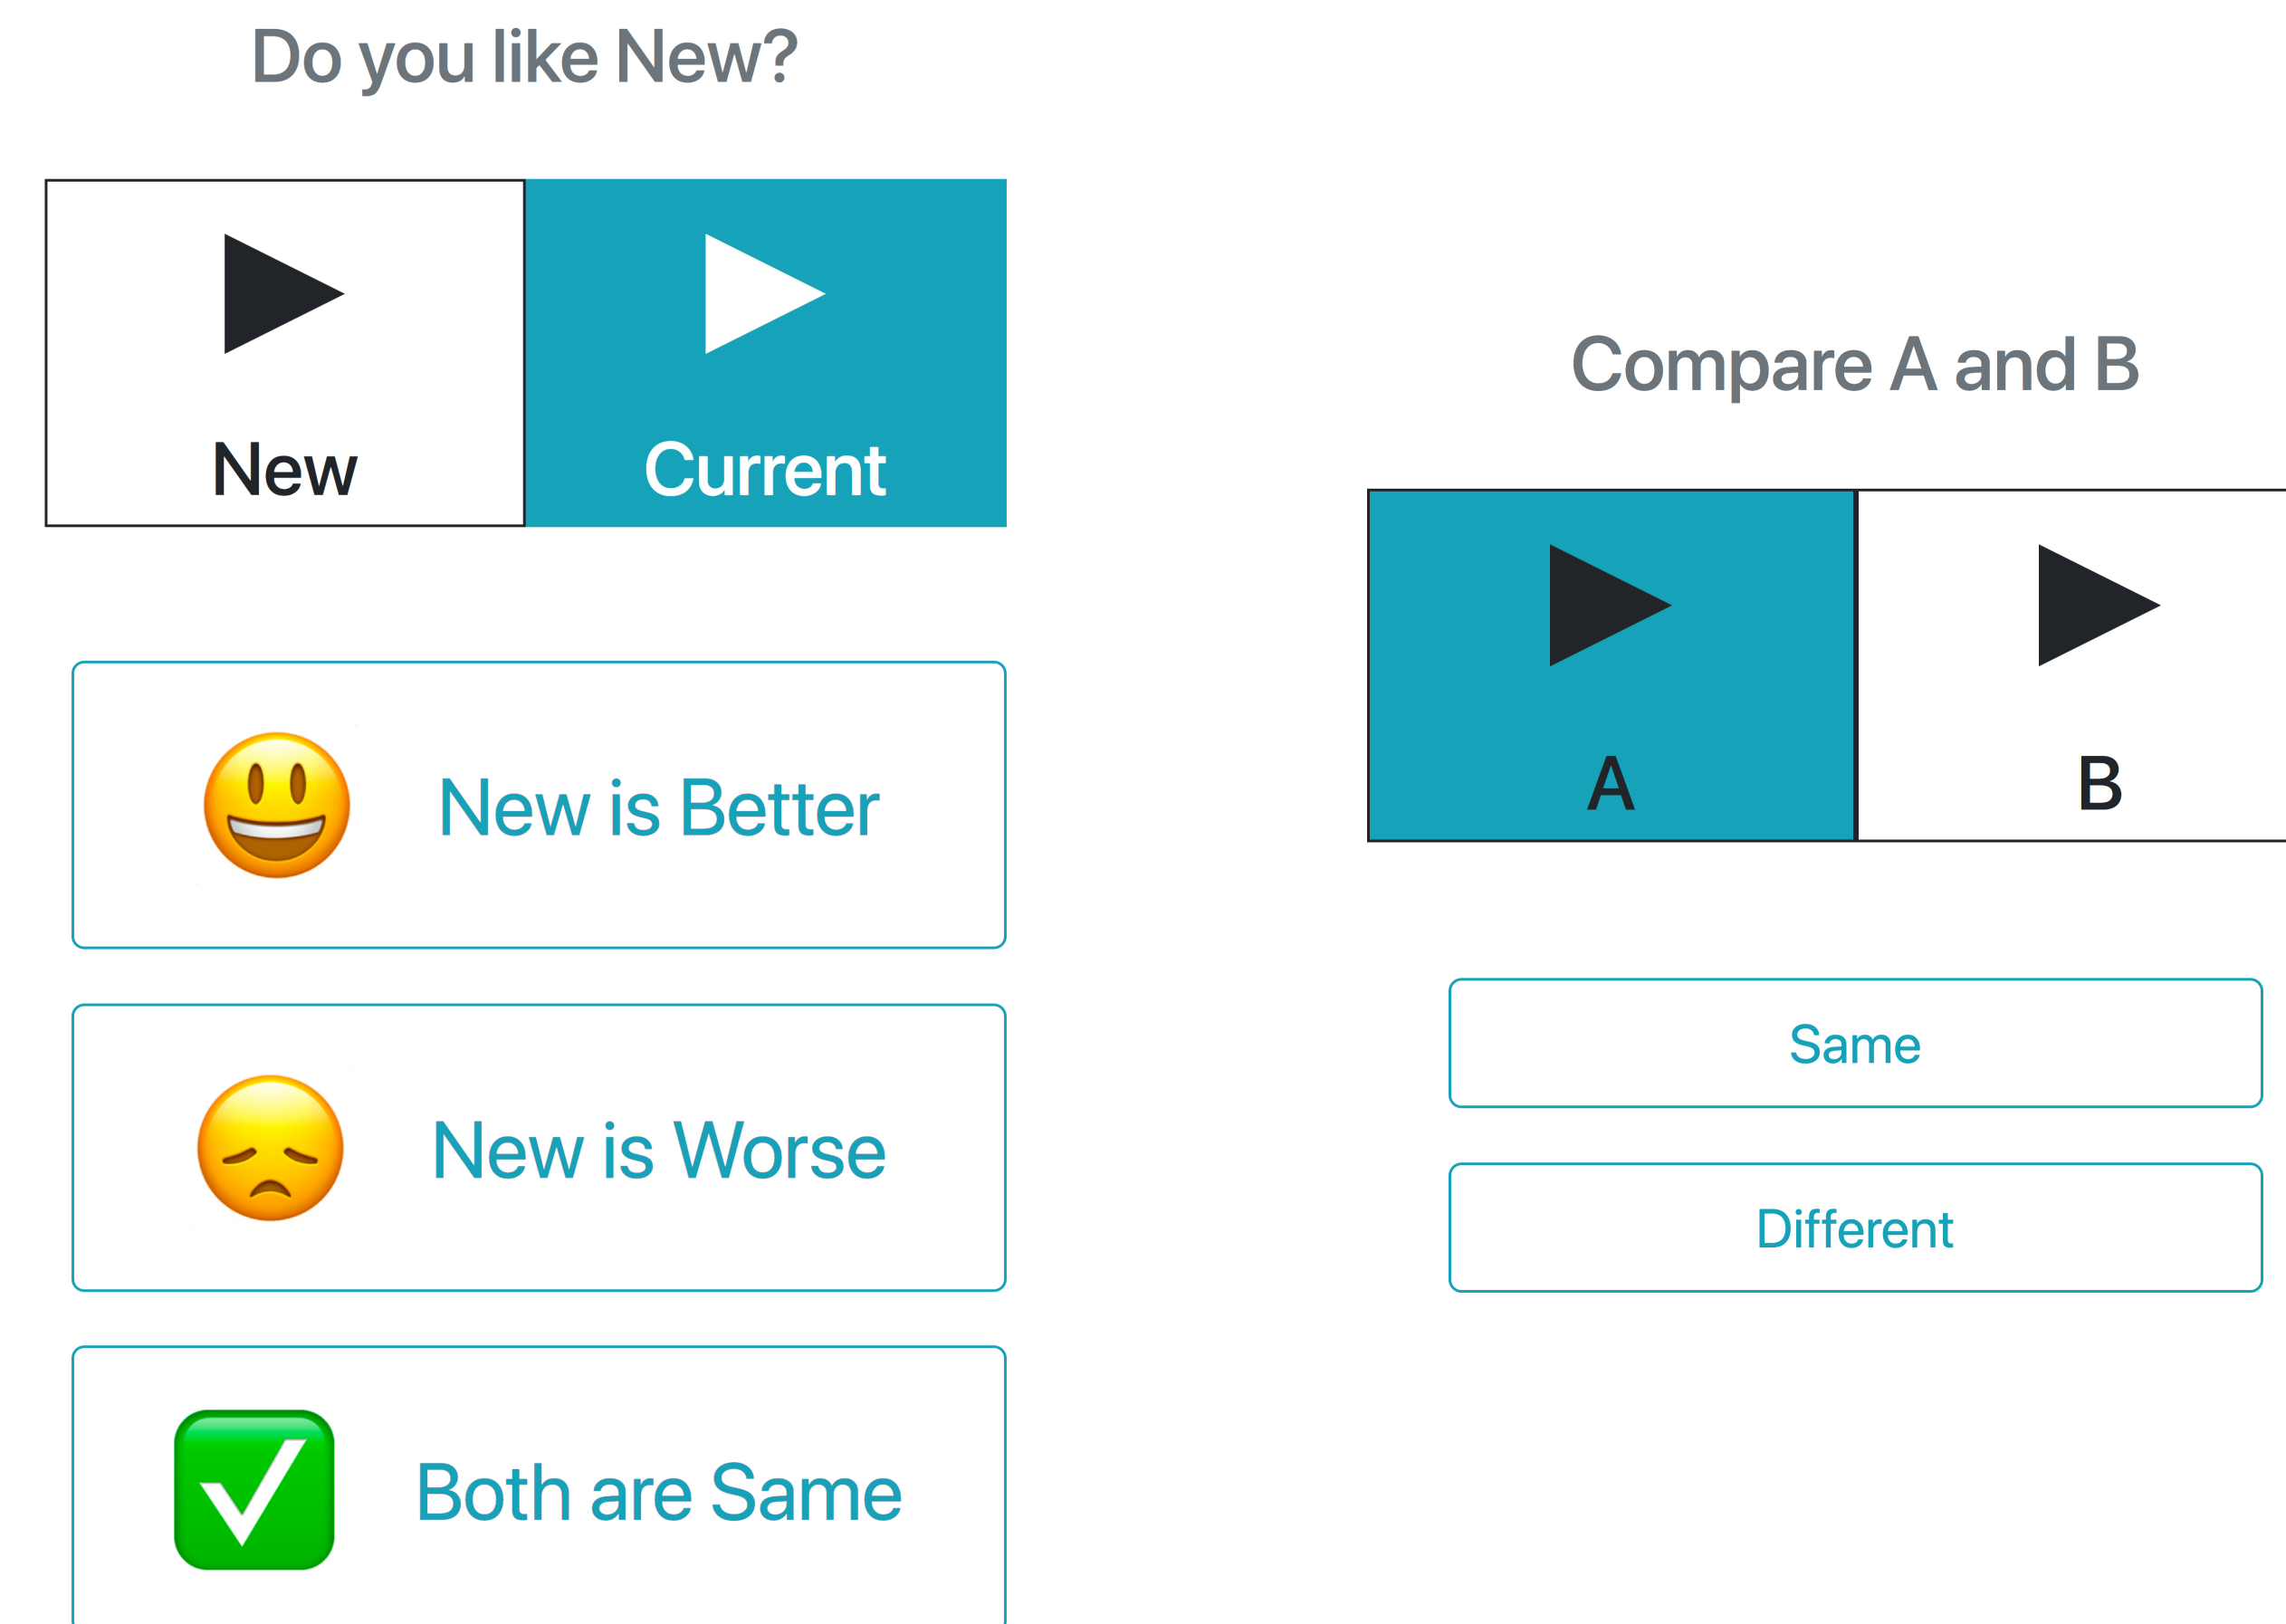 Do you like New?
New
Current
New is Better
New is Worse
Both are Same
Compare A and B
A
B
Same
Different